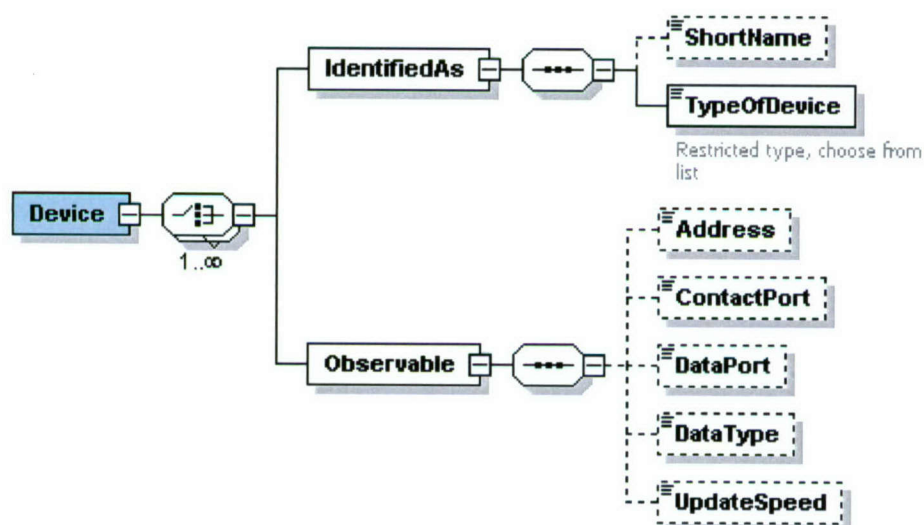 ShortName
IdentifiedAs
TypeOfDevice
Restricted type, choose from
list
Device
1..∞
Address
ContactPort
Observable
DataPort
DataType
UpdateSpeed